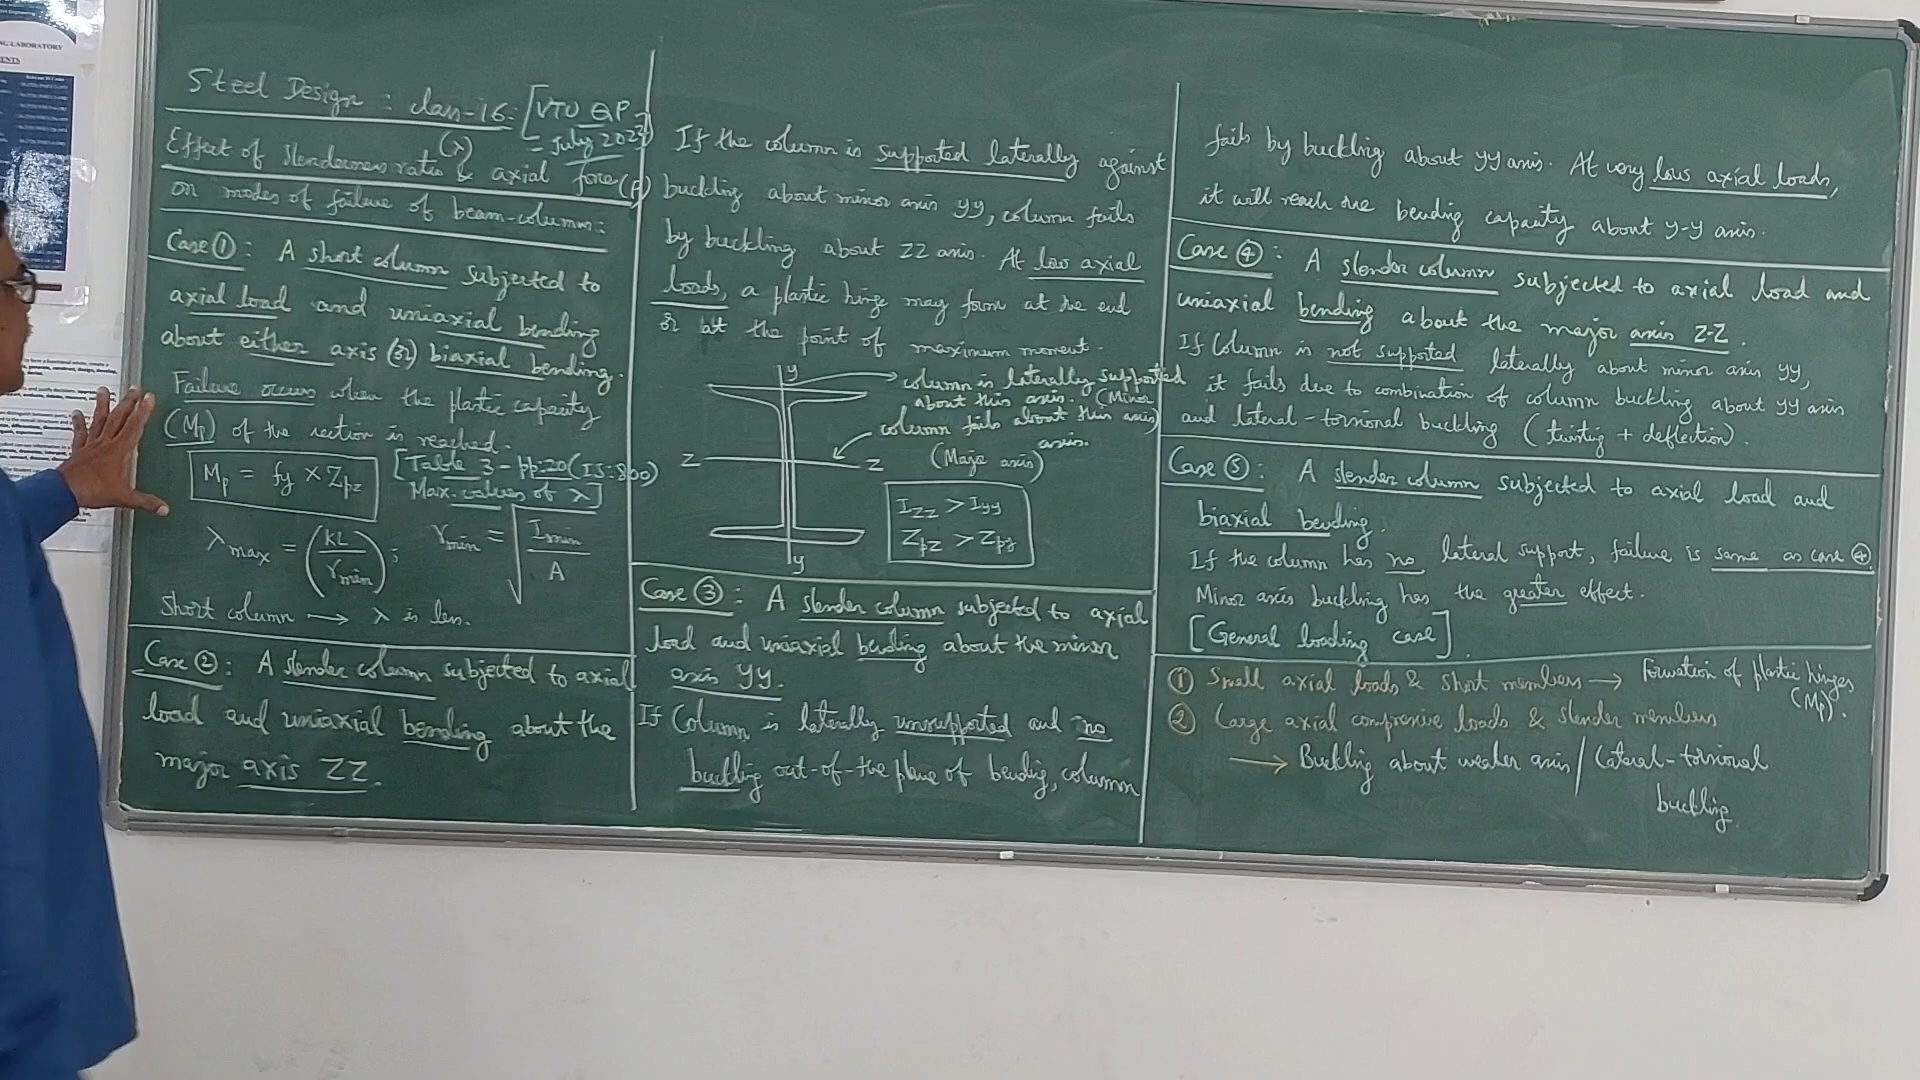 NG LABORATORY
Steel Design : class-16: [VTU QP -
= July 2023]
Effect of slenderness ratio (λ) & axial force (P)
on modes of failure of beam-columns:
Case ①: A short column subjected to
axial load and uniaxial bending
about either axis (or) biaxial bending.
Failure occurs when the plastic capacity
(Mp) of the section is reached.
Mp = fy × Zpz
[Table 3 - pp:20 (IS:800)
Max. values of λ]
λmax = (KL / rmin); rmin = √(Imin / A)
Short column → λ is less.
Case ②: A slender column subjected to axial
load and uniaxial bending about the
major axis ZZ.
If the column is supported laterally against
buckling about minor axis yy, column fails
by buckling about ZZ axis. At low axial
loads, a plastic hinge may form at the end
or at the point of maximum moment.
y
column is laterally supported
about this axis. (Minor
axis)
column fails about this axis.
(Major axis)
Z Z
y
Izz > Iyy
Zpz > Zpy
Case ③: A slender column subjected to axial
load and uniaxial bending about the minor
axis yy.
If Column is laterally unsupported and no
buckling out-of-the plane of bending, column
fails by buckling about yy axis. At very low axial loads,
it will reach the bending capacity about y-y axis.
Case ④: A slender column subjected to axial load and
uniaxial bending about the major axis Z-Z.
If Column is not supported laterally about minor axis yy,
it fails due to combination of column buckling about yy axis
and lateral-torsional buckling (twisting + deflection).
Case ⑤: A slender column subjected to axial load and
biaxial bending.
If the column has no lateral support, failure is same as case ④.
Minor axis buckling has the greater effect.
[General loading case].
① Small axial loads & short members → Formation of plastic hinges
(Mp).
② Large axial compressive loads & slender members
→ Buckling about weaker axis / Lateral-torsional
buckling.